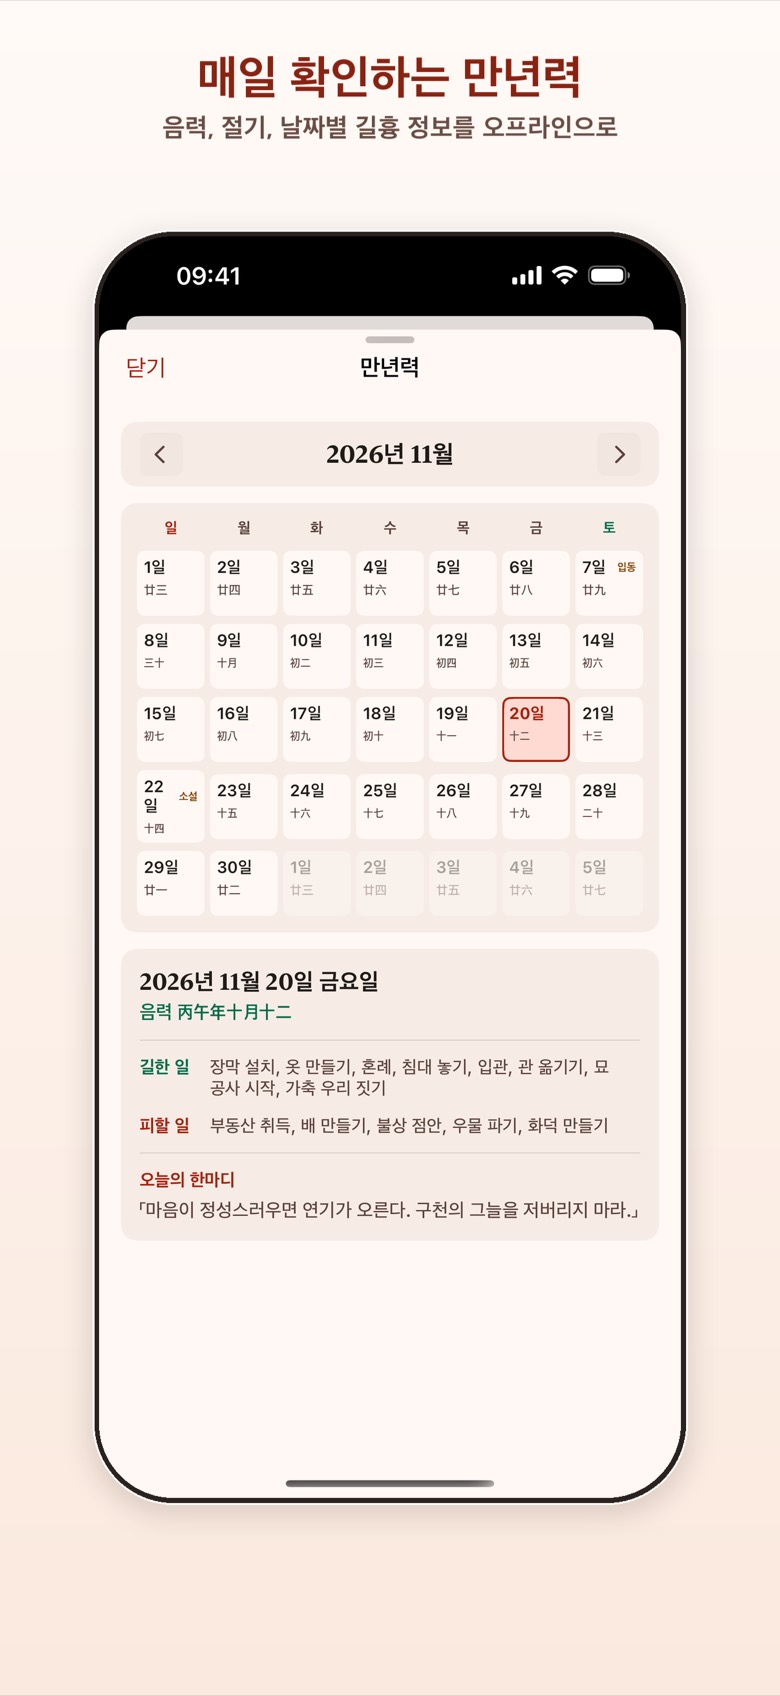 매일 확인하는 만년력
음력, 절기, 날짜별 길흉 정보를 오프라인으로
09:41
닫기 만년력
2026년 11월
일 월 화 수 목 금 토
1일 2일 3일 4일 5일 6일 7일 입동
廿三 廿四 廿五 廿六 廿七 廿八 廿九
8일 9일 10일 11일 12일 13일 14일
三十 十月 初二 初三 初四 初五 初六
15일 16일 17일 18일 19일 20일 21일
初七 初八 初九 初十 十一 十二 十三
22일 소설 23일 24일 25일 26일 27일 28일
十四 十五 十六 十七 十八 十九 二十
29일 30일 1일 2일 3일 4일 5일
廿一 廿二 廿三 廿四 廿五 廿六 廿七
2026년 11월 20일 금요일
음력 丙午年十月十二
길한 일 장막 설치, 옷 만들기, 혼례, 침대 놓기, 입관, 관 옮기기, 묘
공사 시작, 가축 우리 짓기
피할 일 부동산 취득, 배 만들기, 불상 점안, 우물 파기, 화덕 만들기
오늘의 한마디
「마음이 정성스러우면 연기가 오른다. 구천의 그늘을 저버리지 마라.」